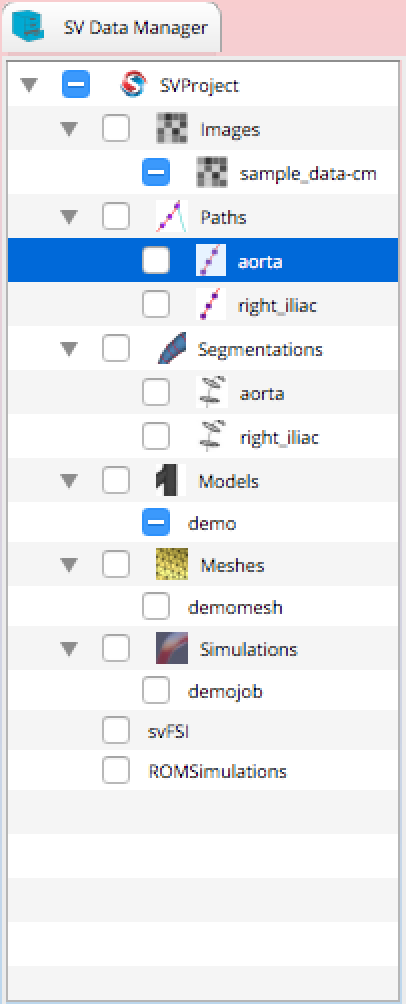 SV Data Manager
SVProject
Images
sample_data-cm
Paths
aorta
right_iliac
Segmentations
aorta
right_iliac
Models
demo
Meshes
demomesh
Simulations
demojob
svFSI
ROMSimulations